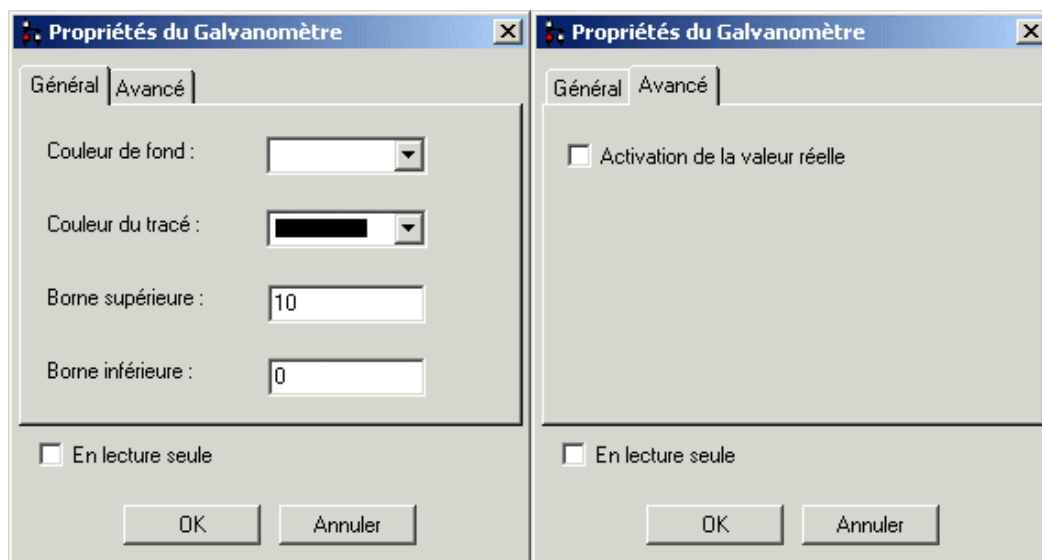 Propriétés du Galvanomètre
Général
Avancé
Couleur de fond :
Couleur du tracé :
Borne supérieure :
10
Borne inférieure :
0
En lecture seule
OK
Annuler
Propriétés du Galvanomètre
Général
Avancé
Activation de la valeur réelle
En lecture seule
OK
Annuler